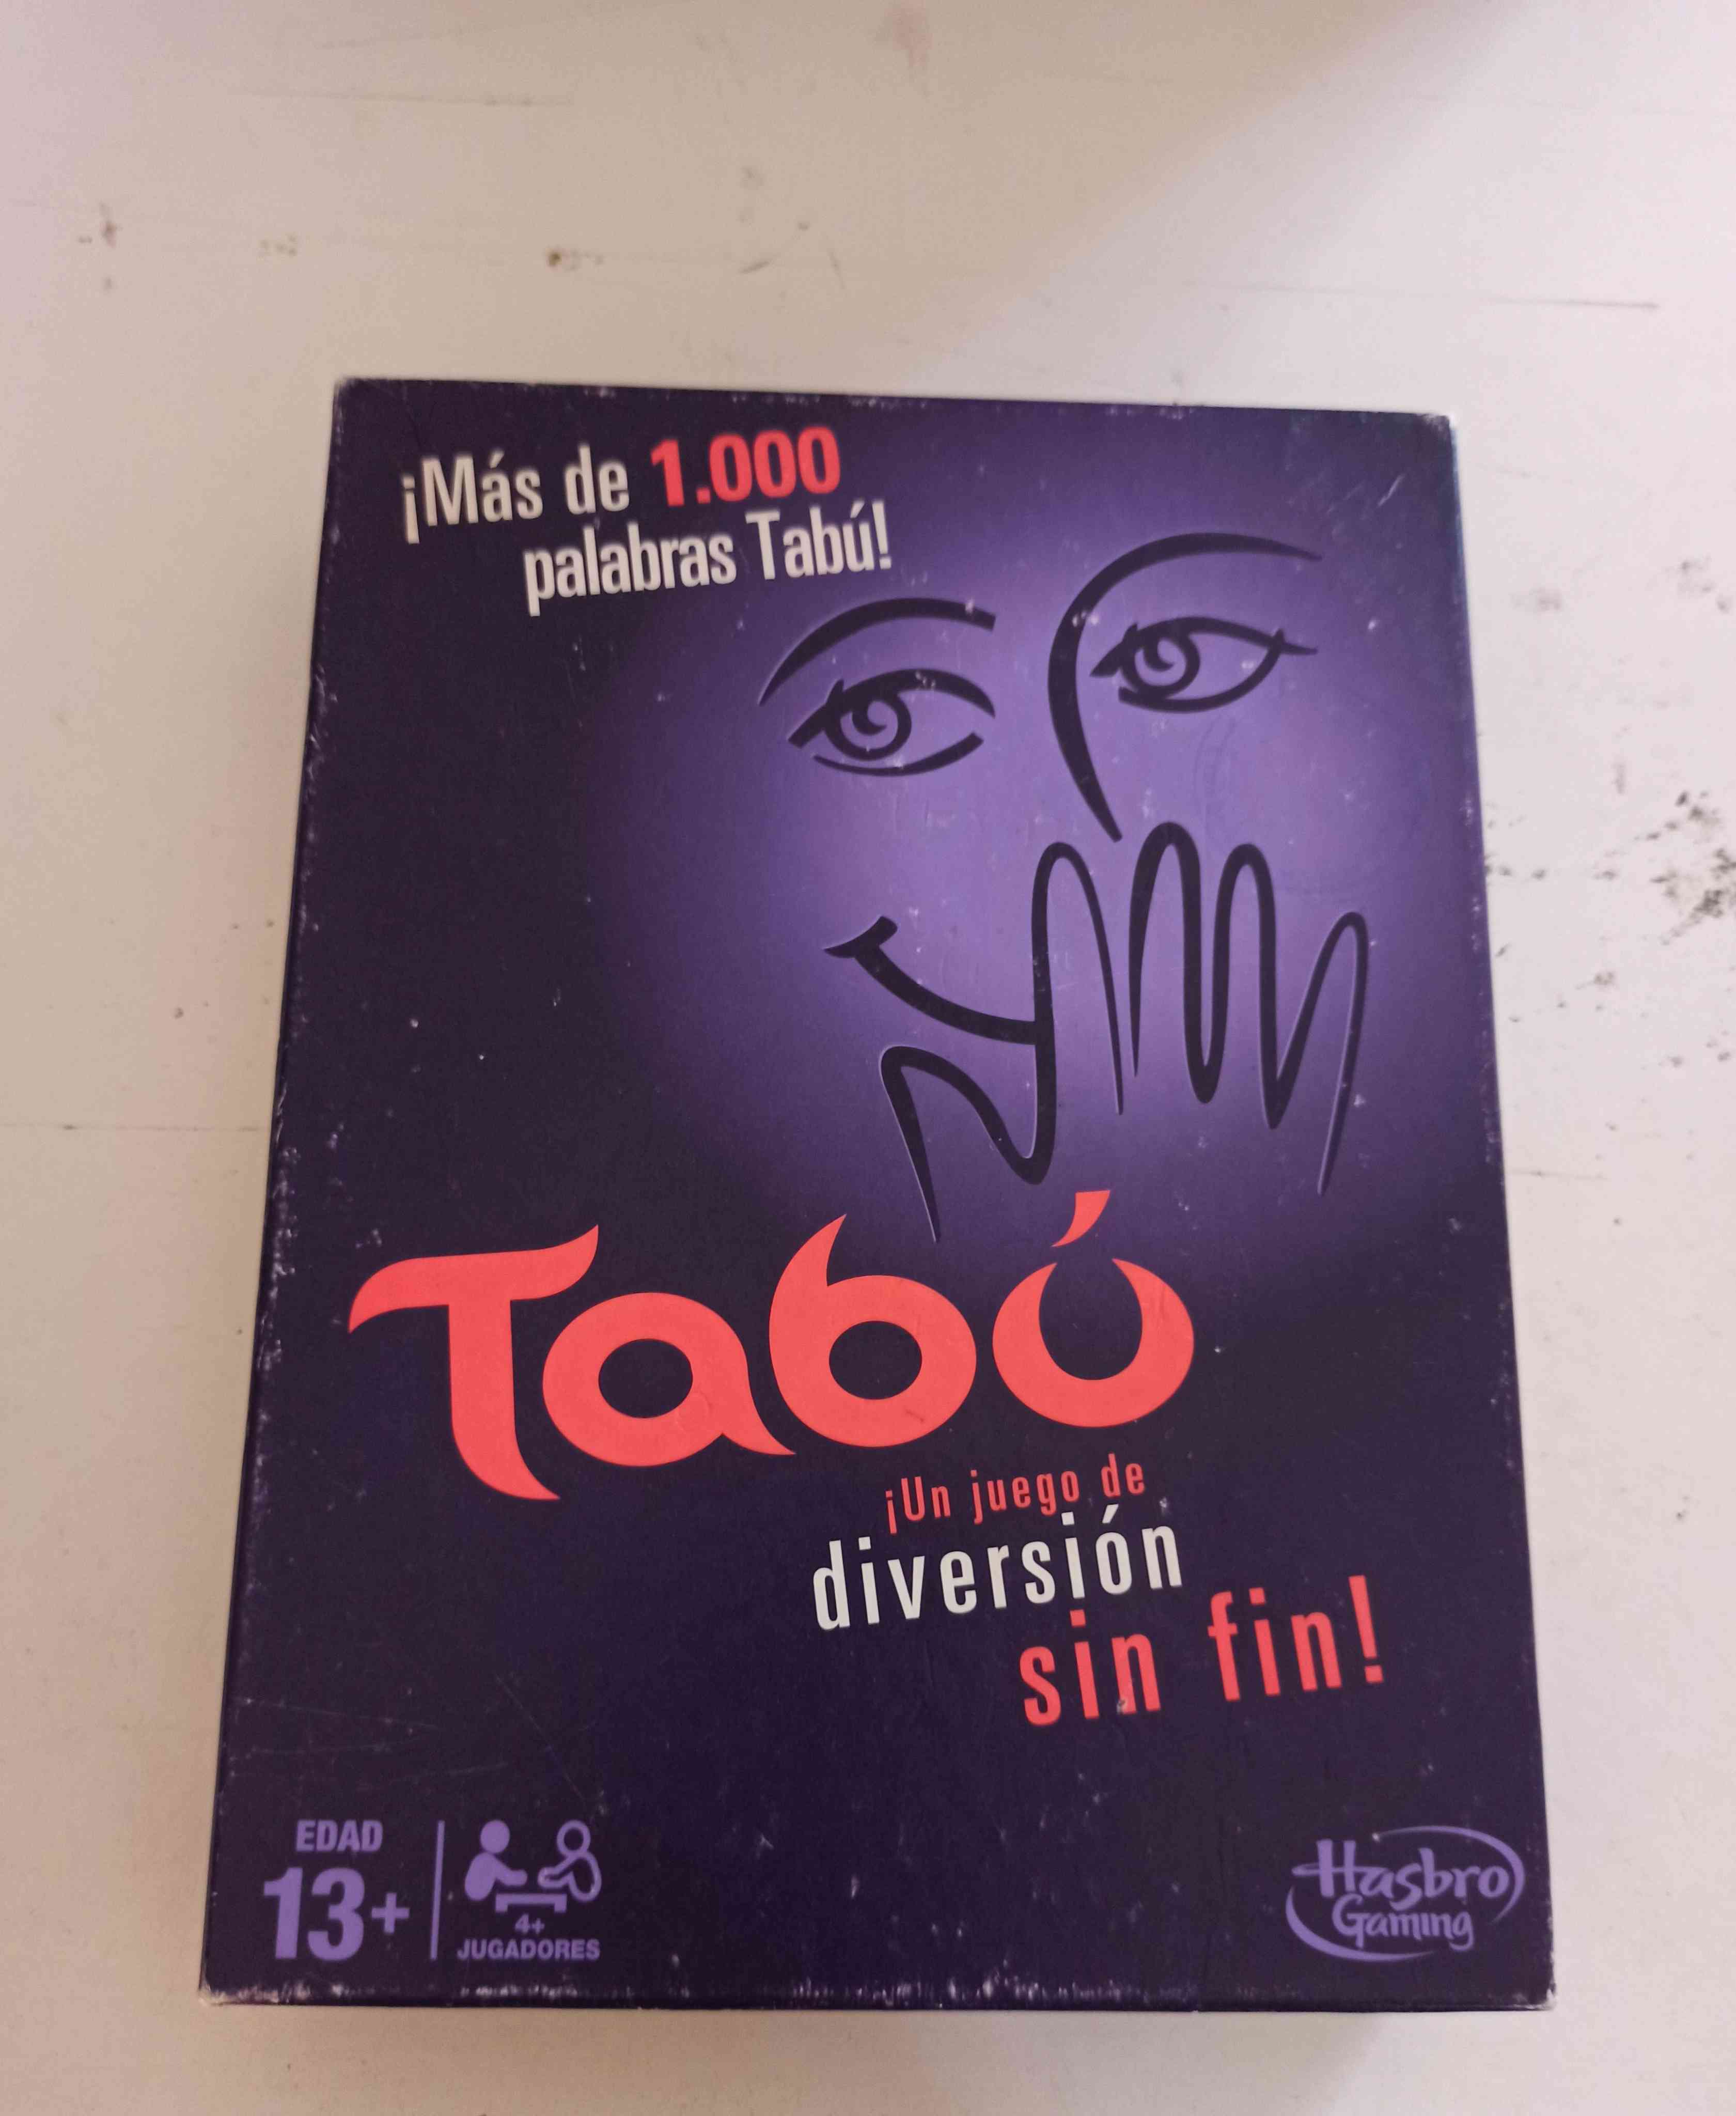 ¡Más de 1.000
palabras Tabú!
Tabú
¡Un juego de
diversión
sin fin!
EDAD
13+
4+
JUGADORES
Hasbro
Gaming